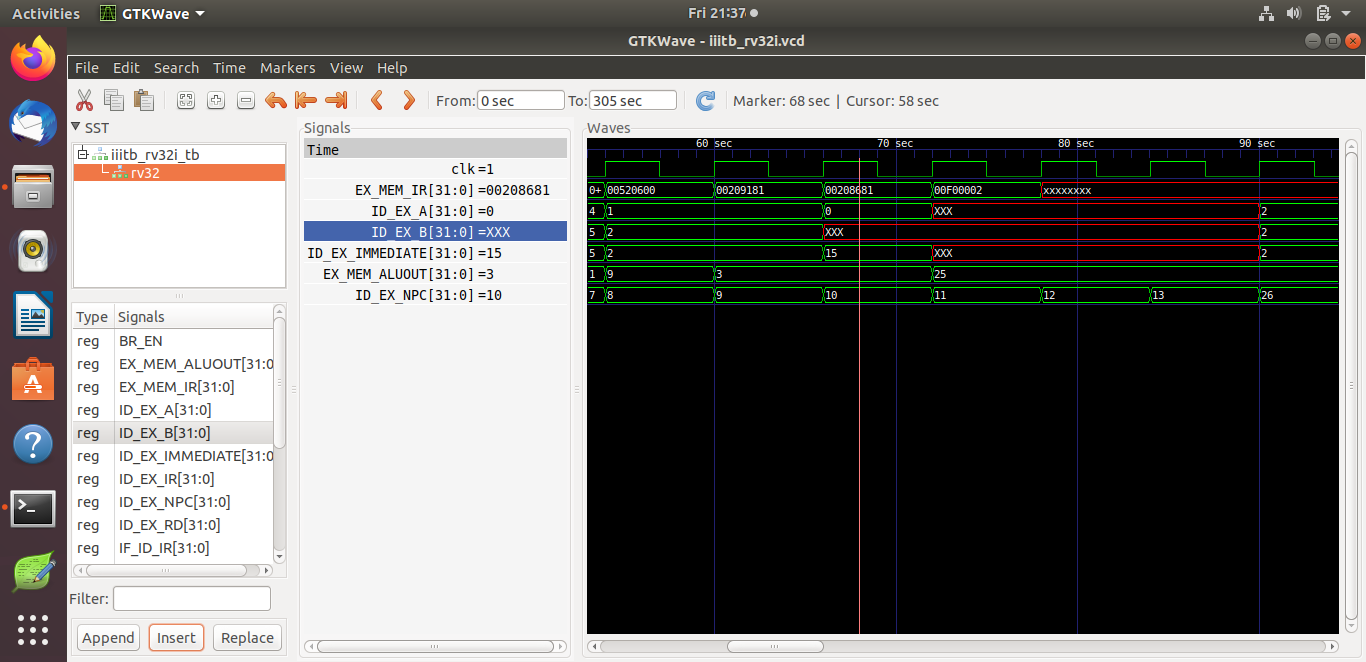 Activities GTKWave Fri 21:37
GTKWave - iiitb_rv32i.vcd
File Edit Search Time Markers View Help
From: 0 sec To: 305 sec Marker: 68 sec | Cursor: 58 sec
SST
iiitb_rv32i_tb
rv32
Type Signals
reg BR_EN
reg EX_MEM_ALUOUT[31:0
reg EX_MEM_IR[31:0]
reg ID_EX_A[31:0]
reg ID_EX_B[31:0]
reg ID_EX_IMMEDIATE[31:0
reg ID_EX_IR[31:0]
reg ID_EX_NPC[31:0]
reg ID_EX_RD[31:0]
reg IF_ID_IR[31:0]
Filter:
Append Insert Replace
Signals
Time
clk=1
EX_MEM_IR[31:0]=00208681
ID_EX_A[31:0]=0
ID_EX_B[31:0]=XXX
ID_EX_IMMEDIATE[31:0]=15
EX_MEM_ALUOUT[31:0]=3
ID_EX_NPC[31:0]=10
Waves
60 sec 70 sec 80 sec 90 sec
0+ 00520600 00209181 00208681 00F00002 xxxxxxxx
4 1 0 XXX 2
5 2 XXX 2
5 2 15 XXX 2
1 9 3 25
7 8 9 10 11 12 13 26